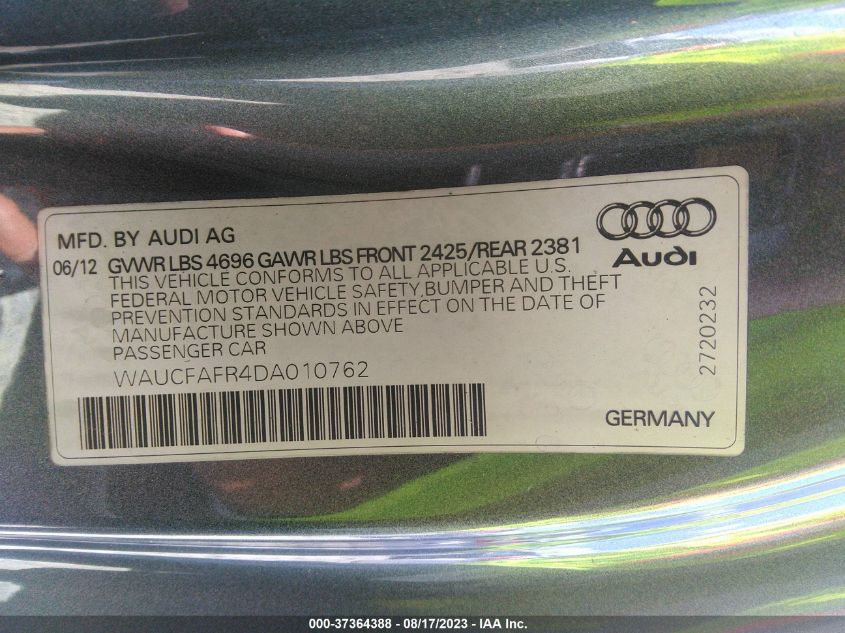 MFD. BY AUDI AG
06/12 GVWR LBS 4696 GAWR LBS FRONT 2425/REAR 2381
THIS VEHICLE CONFORMS TO ALL APPLICABLE U.S.
FEDERAL MOTOR VEHICLE SAFETY,BUMPER AND THEFT
PREVENTION STANDARDS IN EFFECT ON THE DATE OF
MANUFACTURE SHOWN ABOVE
PASSENGER CAR
WAUCFAFR4DA010762
Audi
2720232
GERMANY
000-37364388 - 08/17/2023 - IAA Inc.